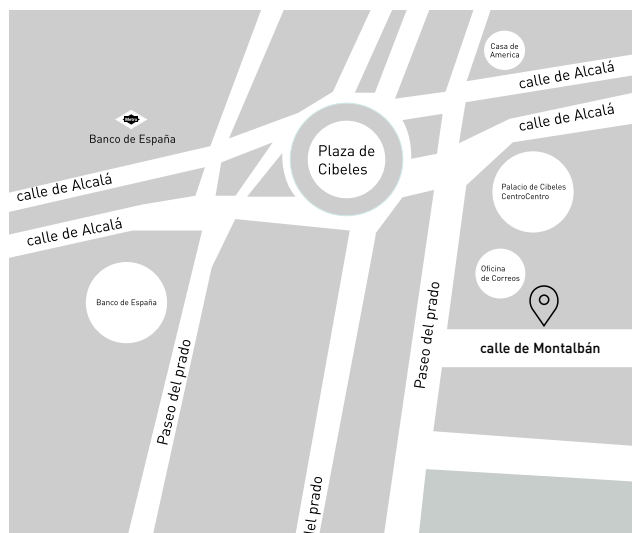 Casa de
America
calle de Alcalá
Metro
calle de Alcalá
Banco de España
Plaza de
Cibeles
calle de Alcalá
Palacio de Cibeles
CentroCentro
calle de Alcalá
Oficina
de Correos
Banco de España
Paseo del prado
calle de Montalbán
Paseo del prado
del prado